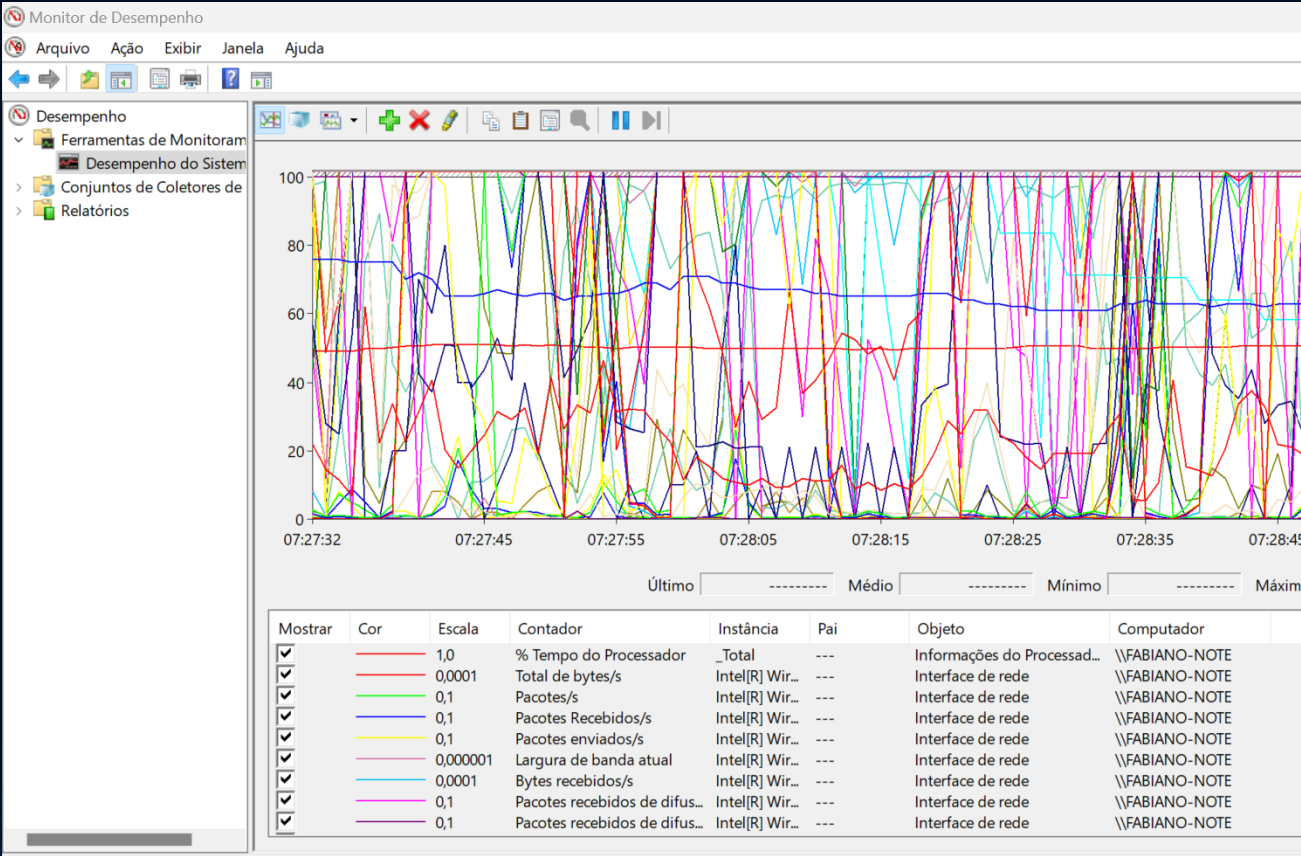 Monitor de Desempenho
Arquivo Ação Exibir Janela Ajuda
Desempenho
Ferramentas de Monitoram
Desempenho do Sistem
Conjuntos de Coletores de
Relatórios
100
80
60
40
20
0
07:27:32 07:27:45 07:27:55 07:28:05 07:28:15 07:28:25 07:28:35 07:28:45
Último --------- Médio --------- Mínimo --------- Máxim
Mostrar Cor Escala Contador Instância Pai Objeto Computador
1,0 % Tempo do Processador _Total --- Informações do Processad... \\FABIANO-NOTE
0,0001 Total de bytes/s Intel[R] Wir... --- Interface de rede \\FABIANO-NOTE
0,1 Pacotes/s Intel[R] Wir... --- Interface de rede \\FABIANO-NOTE
0,1 Pacotes Recebidos/s Intel[R] Wir... --- Interface de rede \\FABIANO-NOTE
0,1 Pacotes enviados/s Intel[R] Wir... --- Interface de rede \\FABIANO-NOTE
0,000001 Largura de banda atual Intel[R] Wir... --- Interface de rede \\FABIANO-NOTE
0,0001 Bytes recebidos/s Intel[R] Wir... --- Interface de rede \\FABIANO-NOTE
0,1 Pacotes recebidos de difus... Intel[R] Wir... --- Interface de rede \\FABIANO-NOTE
0,1 Pacotes recebidos de difus... Intel[R] Wir... --- Interface de rede \\FABIANO-NOTE